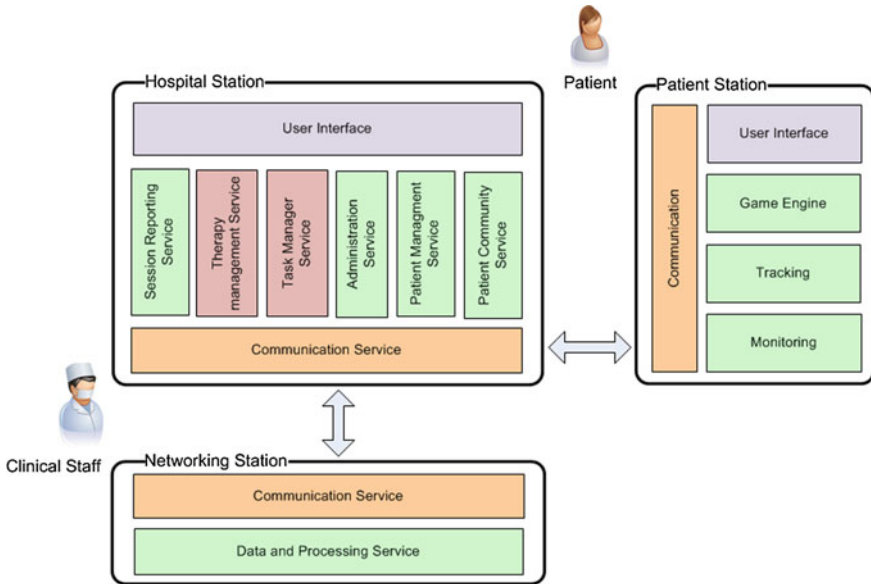 Hospital Station
Patient
Patient Station
User Interface
Session Reporting
Service
Therapy
management Service
Task Manager
Service
Administration
Service
Patient Managment
Service
Patient Community
Service
Communication Service
Communication
User Interface
Game Engine
Tracking
Monitoring
Clinical Staff
Networking Station
Communication Service
Data and Processing Service